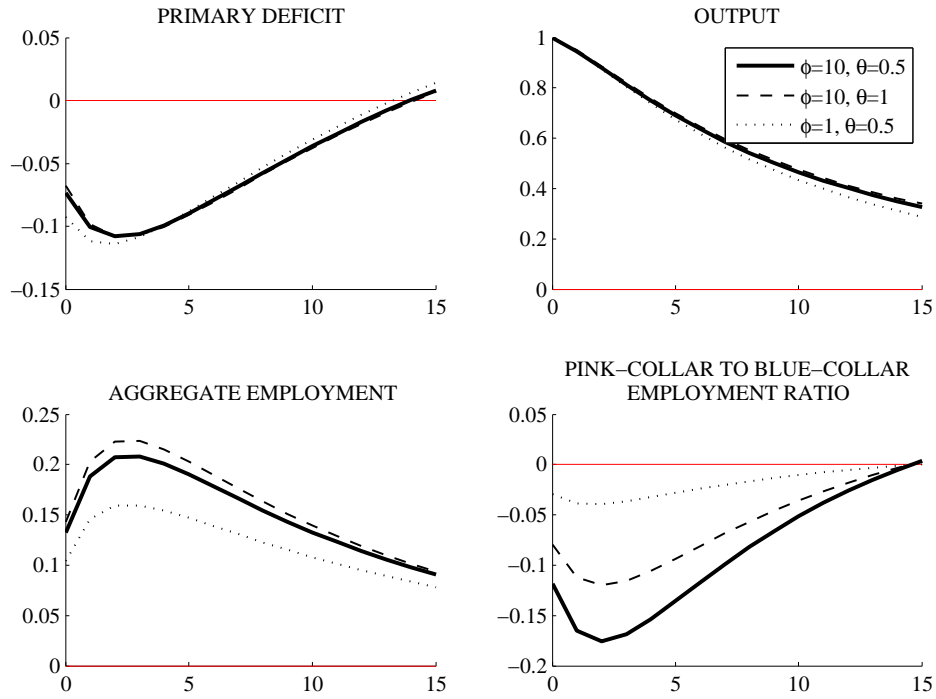 PRIMARY DEFICIT
0.05
0
−0.05
−0.1
−0.15
0 5 10 15
OUTPUT
1
0.8
0.6
0.4
0.2
0
0 5 10 15
ϕ=10, θ=0.5
ϕ=10, θ=1
ϕ=1, θ=0.5
AGGREGATE EMPLOYMENT
0.25
0.2
0.15
0.1
0.05
0
0 5 10 15
PINK−COLLAR TO BLUE−COLLAR
EMPLOYMENT RATIO
0.05
0
−0.05
−0.1
−0.15
−0.2
0 5 10 15